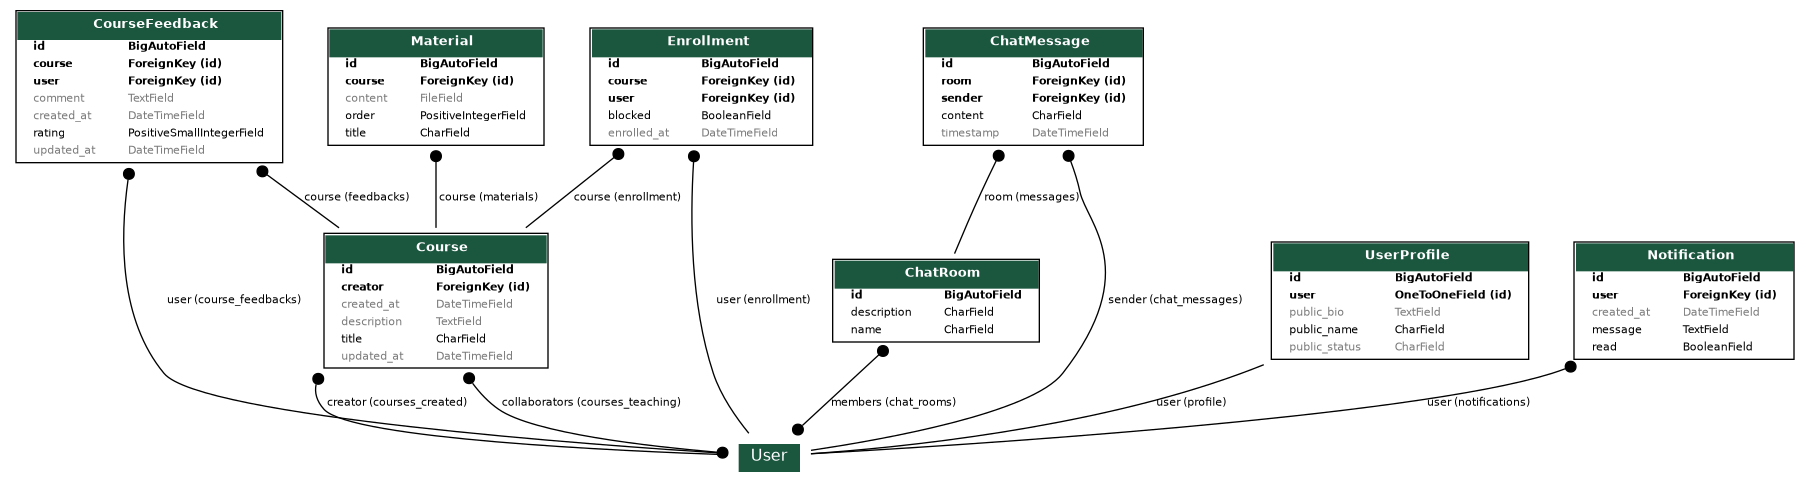 CourseFeedback
id BigAutoField
course ForeignKey (id)
user ForeignKey (id)
comment TextField
created_at DateTimeField
rating PositiveSmallIntegerField
updated_at DateTimeField
Material
id BigAutoField
course ForeignKey (id)
content FileField
order PositiveIntegerField
title CharField
Enrollment
id BigAutoField
course ForeignKey (id)
user ForeignKey (id)
blocked BooleanField
enrolled_at DateTimeField
ChatMessage
id BigAutoField
room ForeignKey (id)
sender ForeignKey (id)
content CharField
timestamp DateTimeField
course (feedbacks)
course (materials)
course (enrollment)
room (messages)
Course
id BigAutoField
creator ForeignKey (id)
created_at DateTimeField
description TextField
title CharField
updated_at DateTimeField
ChatRoom
id BigAutoField
description CharField
name CharField
UserProfile
id BigAutoField
user OneToOneField (id)
public_bio TextField
public_name CharField
public_status CharField
Notification
id BigAutoField
user ForeignKey (id)
created_at DateTimeField
message TextField
read BooleanField
user (course_feedbacks)
user (enrollment)
sender (chat_messages)
creator (courses_created)
collaborators (courses_teaching)
members (chat_rooms)
user (profile)
user (notifications)
User